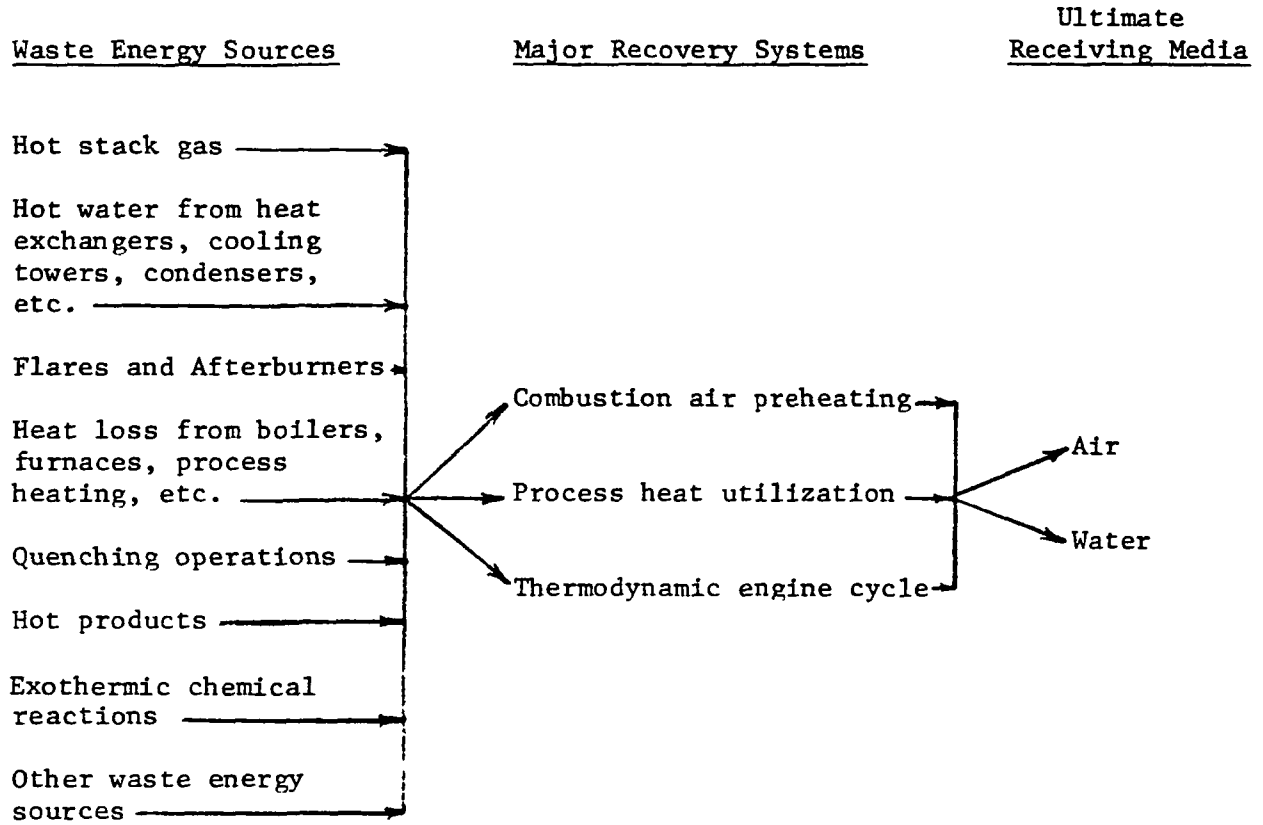 Waste Energy Sources
Major Recovery Systems
Ultimate
Receiving Media
Hot stack gas
Hot water from heat
exchangers, cooling
towers, condensers,
etc.
Flares and Afterburners
Heat loss from boilers,
furnaces, process
heating, etc.
Quenching operations
Hot products
Exothermic chemical
reactions
Other waste energy
sources
Combustion air preheating
Process heat utilization
Thermodynamic engine cycle
Air
Water